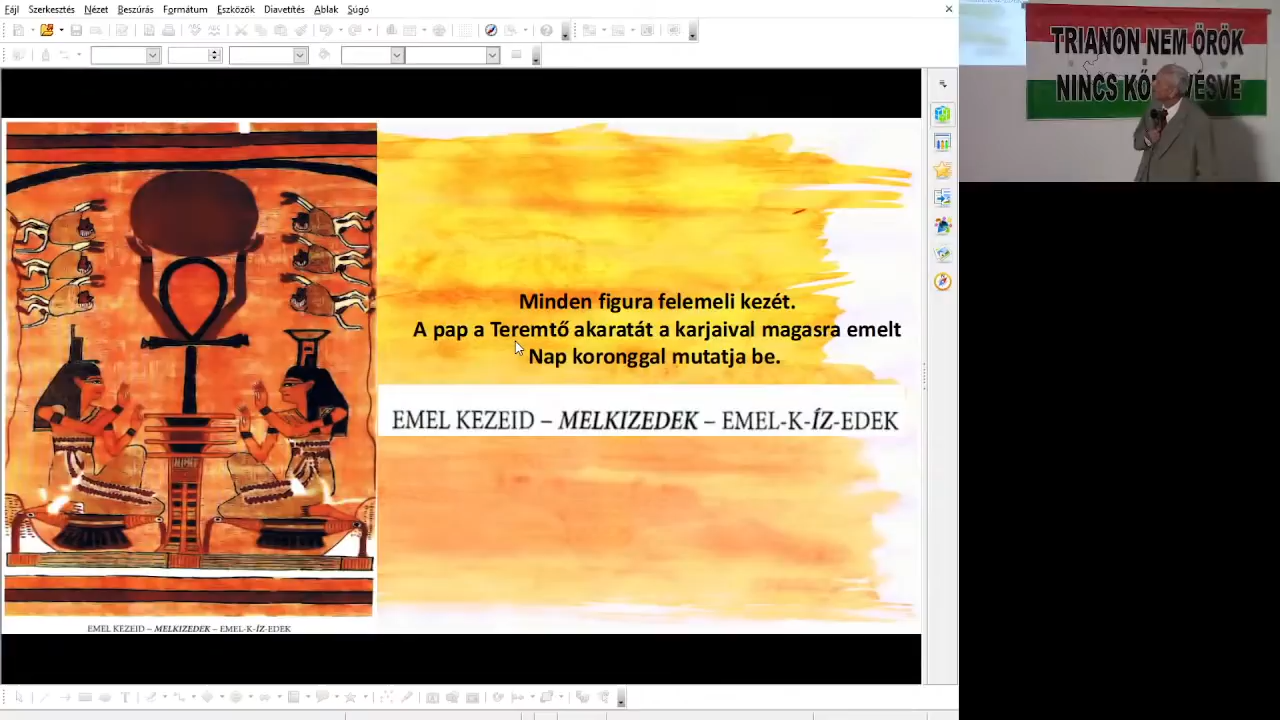 Fájl Szerkesztés Nézet Beszúrás Formátum Eszközök Diavetítés Ablak Súgó
TRIANON NEM ÖRÖK
NINCS KŐBE VÉSVE
Minden figura felemeli kezét.
A pap a Teremtő akaratát a karjaival magasra emelt
Nap koronggal mutatja be.
EMEL KEZEID – MELKIZEDEK – EMEL-K-ÍZ-EDEK
EMEL KEZEID – MELKIZEDEK – EMEL-K-ÍZ-EDEK